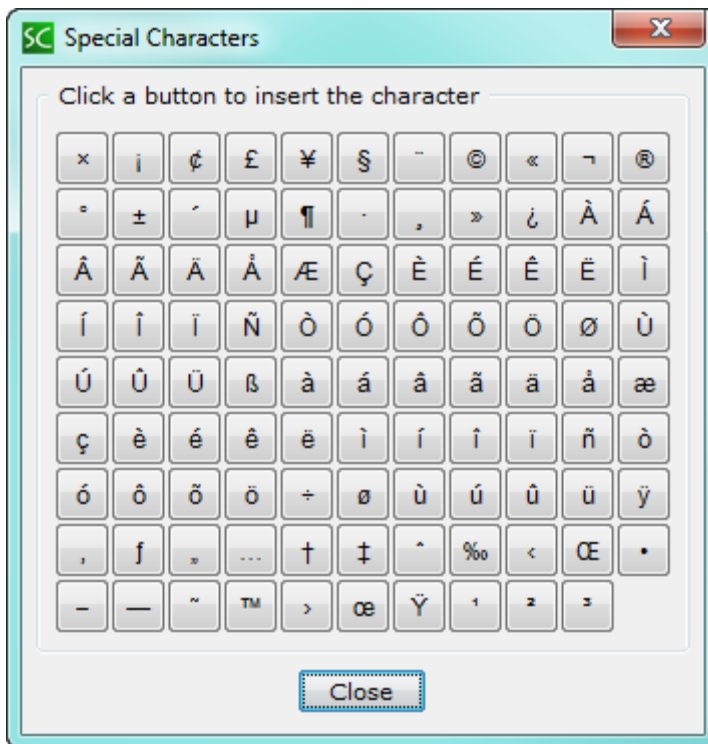 SC Special Characters
Click a button to insert the character
× ¡ ¢ £ ¥ § ¨ © « ¬ ®
° ± ´ µ ¶ · ¸ » ¿ À Á
Â Ã Ä Å Æ Ç È É Ê Ë Ì
Í Î Ï Ñ Ò Ó Ô Õ Ö Ø Ù
Ú Û Ü ß à á â ã ä å æ
ç è é ê ë ì í î ï ñ ò
ó ô õ ö ÷ ø ù ú û ü ÿ
‚ ƒ „ … † ‡ ˆ ‰ ‹ Œ •
– — ˜ ™ › œ Ÿ ¹ ² ³
Close